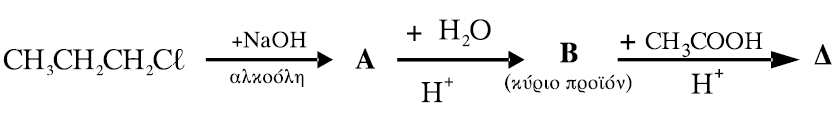 CH₃CH₂CH₂Cℓ +NaOH αλκοόλη A + H₂O H⁺ B (κύριο προϊόν) + CH₃COOH H⁺ Δ